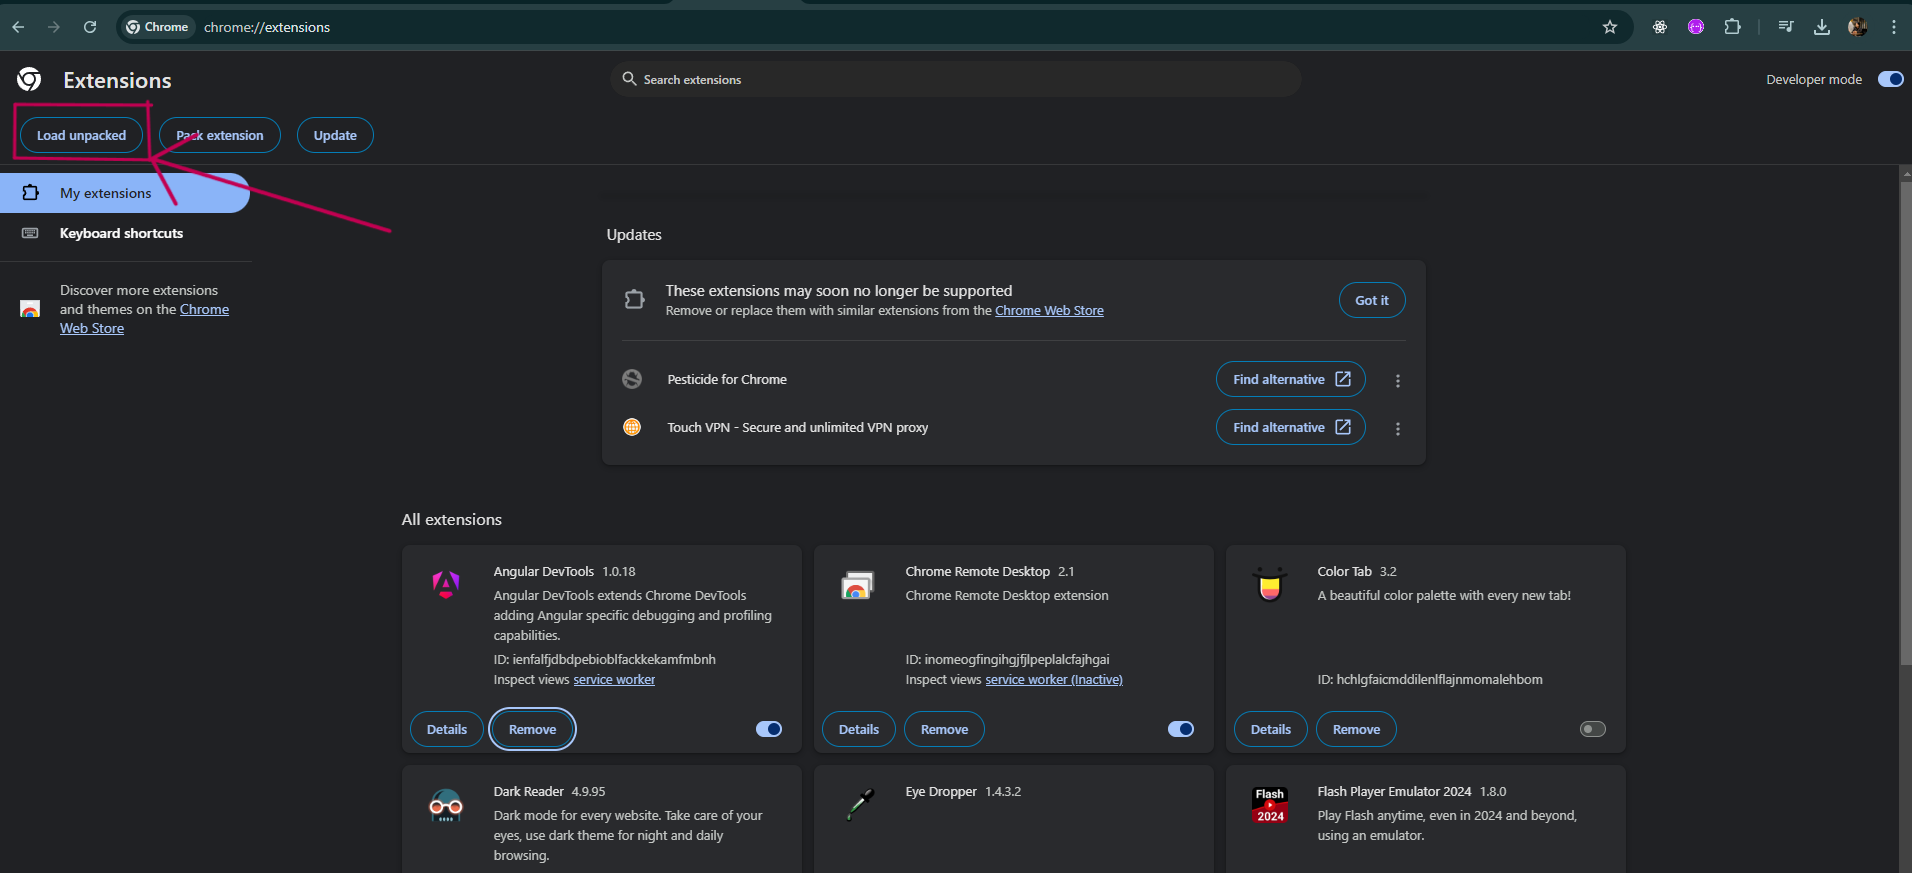 Chrome
chrome://extensions
Extensions
Search extensions
Developer mode
Load unpacked
Pack extension
Update
My extensions
Keyboard shortcuts
Discover more extensions
and themes on the Chrome
Web Store
Updates
These extensions may soon no longer be supported
Remove or replace them with similar extensions from the Chrome Web Store
Got it
Pesticide for Chrome
Find alternative
Touch VPN - Secure and unlimited VPN proxy
Find alternative
All extensions
Angular DevTools 1.0.18
Angular DevTools extends Chrome DevTools
adding Angular specific debugging and profiling
capabilities.
ID: ienfalfjdbdpebioblfackkekamfmbnh
Inspect views service worker
Details
Remove
Chrome Remote Desktop 2.1
Chrome Remote Desktop extension
ID: inomeogfingihgjfjlpeplalcfajhgai
Inspect views service worker (Inactive)
Details
Remove
Color Tab 3.2
A beautiful color palette with every new tab!
ID: hchlgfaicmddilenlflajnmomalehbom
Details
Remove
Dark Reader 4.9.95
Dark mode for every website. Take care of your
eyes, use dark theme for night and daily
browsing.
Eye Dropper 1.4.3.2
Flash
2024
Flash Player Emulator 2024 1.8.0
Play Flash anytime, even in 2024 and beyond,
using an emulator.